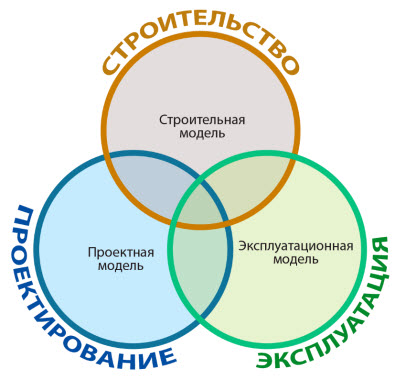 СТРОИТЕЛЬСТВО
Строительная
модель
Проектная
модель
Эксплуатационная
модель
ПРОЕКТИРОВАНИЕ
ЭКСПЛУАТАЦИЯ